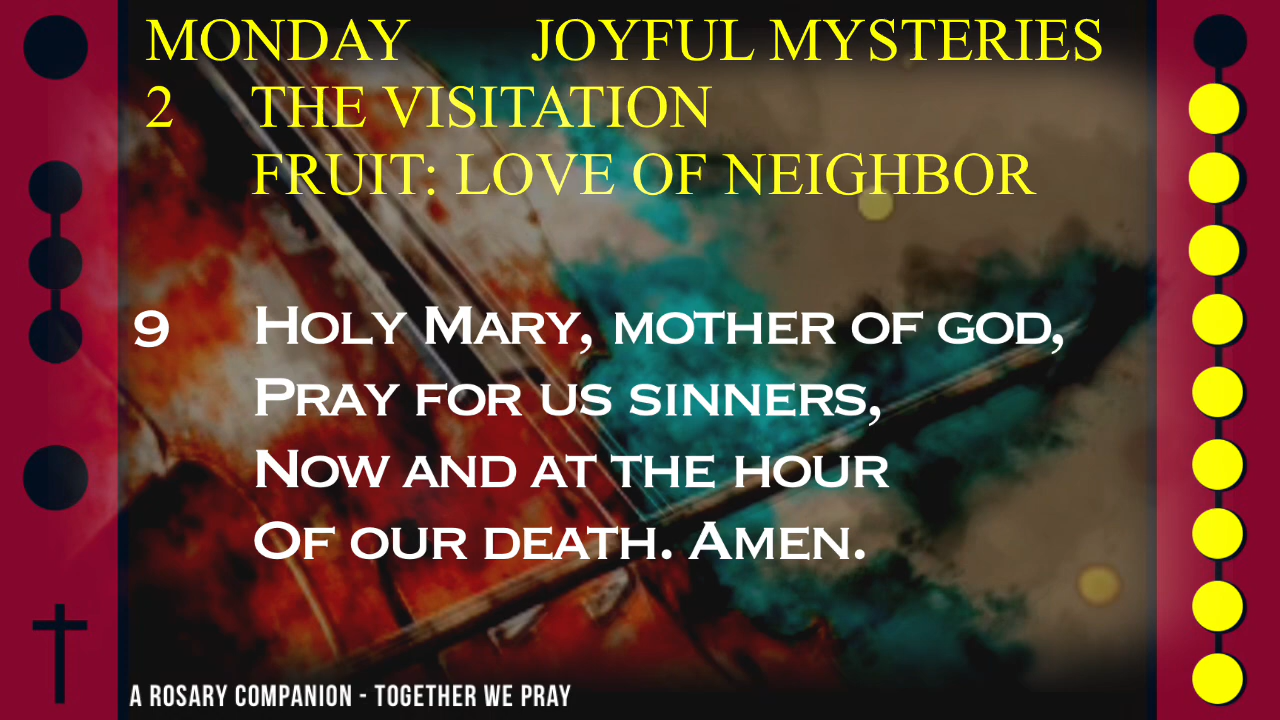 MONDAY JOYFUL MYSTERIES
2 THE VISITATION
FRUIT: LOVE OF NEIGHBOR
9 Holy Mary, mother of god,
Pray for us sinners,
Now and at the hour
Of our death. Amen.
A ROSARY COMPANION - TOGETHER WE PRAY